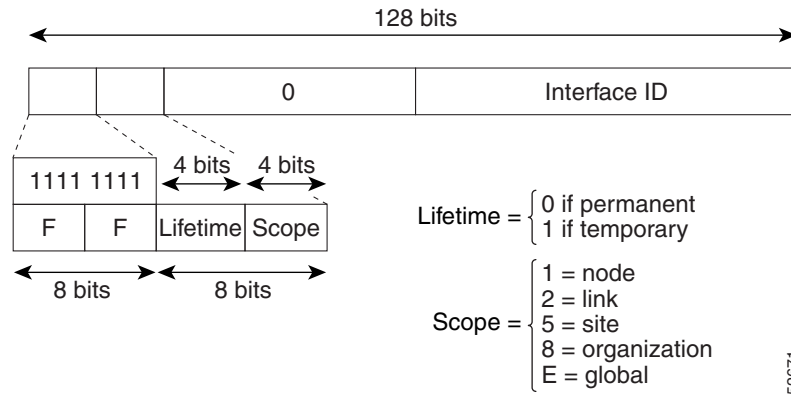 128 bits
0 Interface ID
4 bits 4 bits
1111 1111
F F Lifetime Scope
8 bits 8 bits
Lifetime = 0 if permanent
1 if temporary
Scope = 1 = node
2 = link
5 = site
8 = organization
E = global